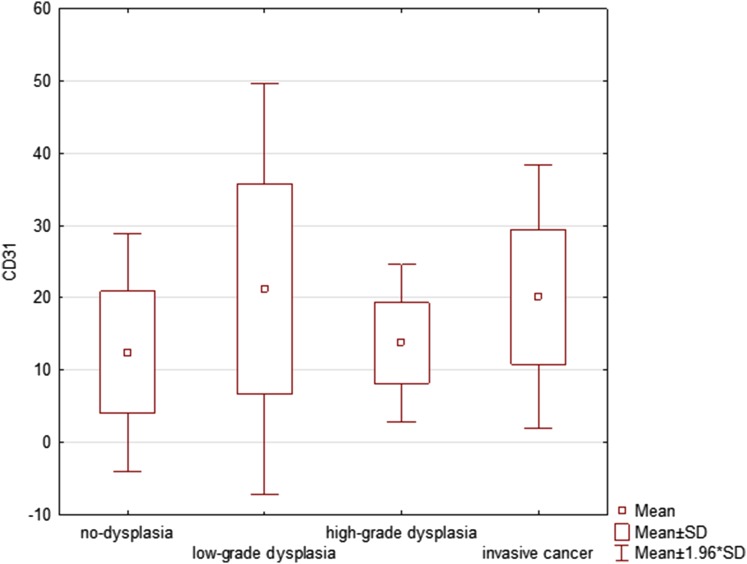 60
50
40
30
20
10
0
-10
CD31
no-dysplasia
low-grade dysplasia
high-grade dysplasia
invasive cancer
Mean
Mean±SD
Mean±1.96*SD